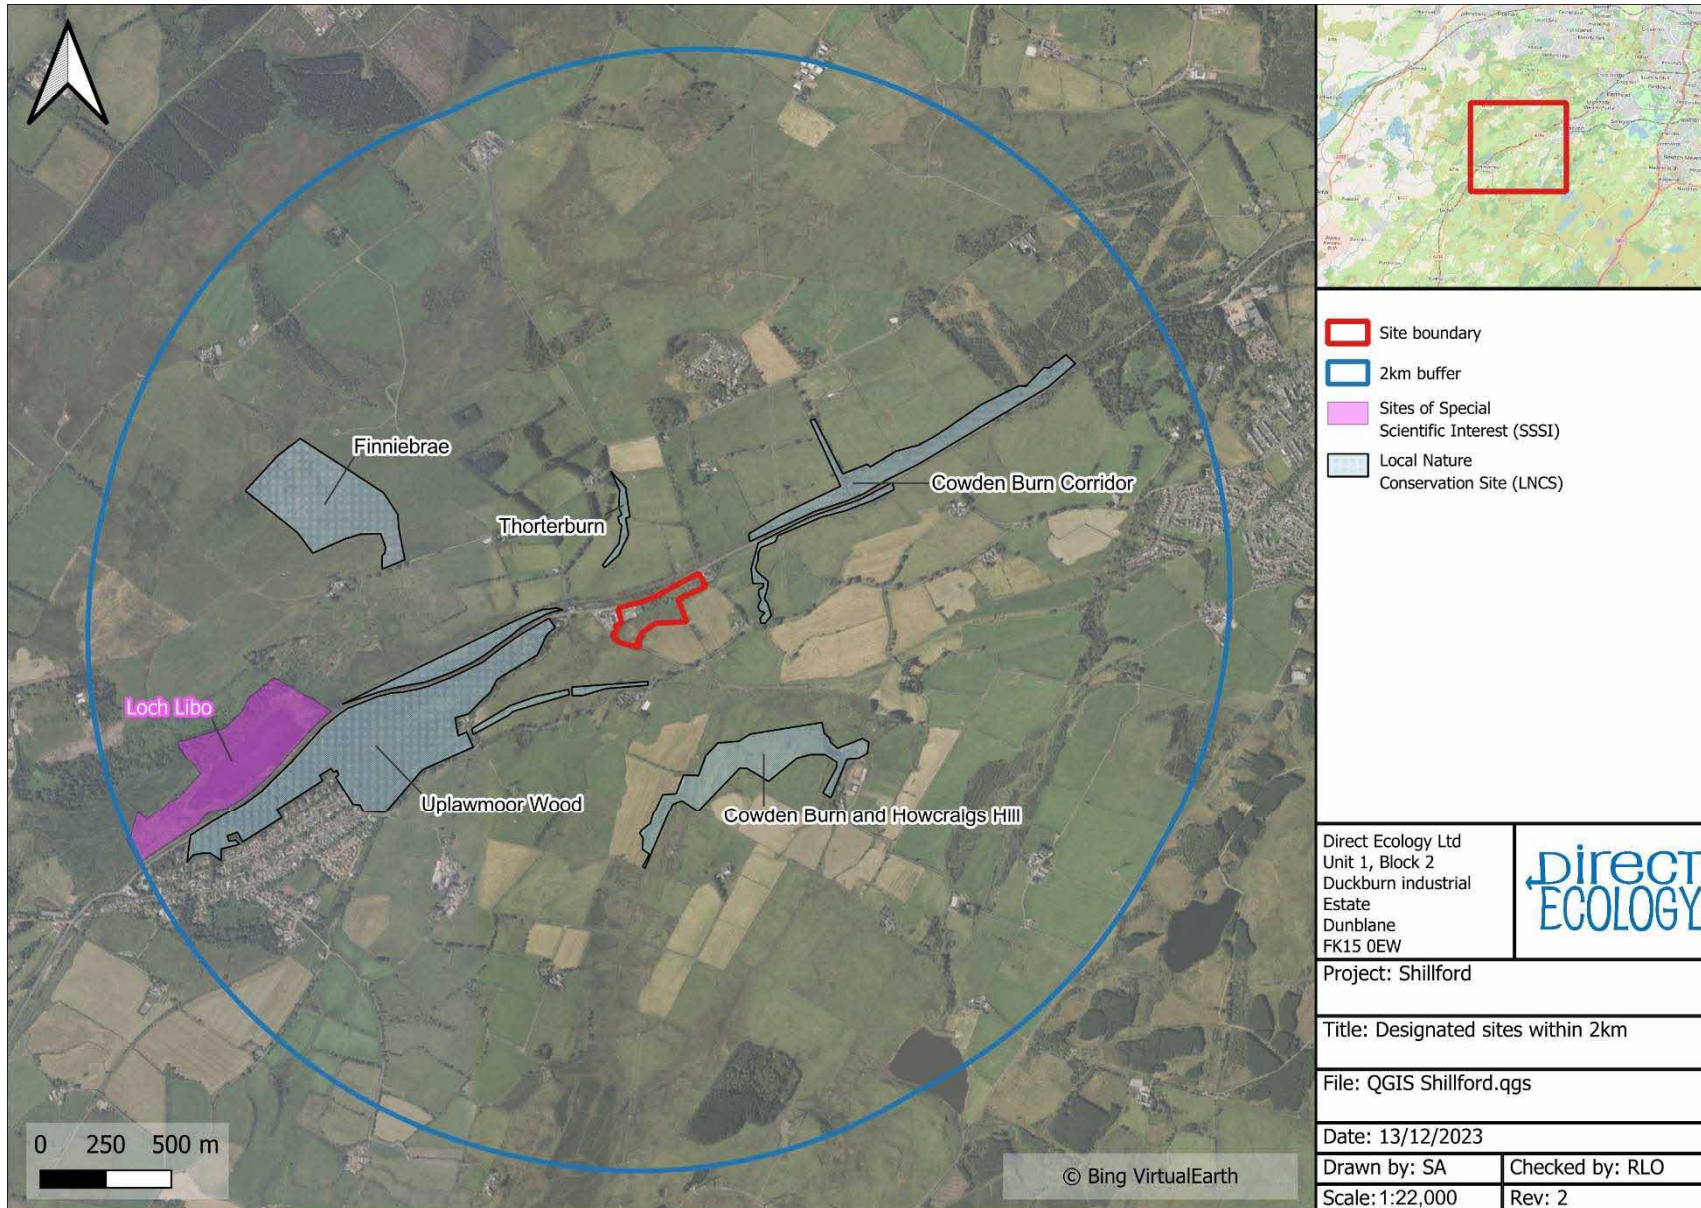 Finniebrae
Thorterburn
Cowden Burn Corridor
Loch Libo
Uplawmoor Wood
Cowden Burn and Howcraigs Hill
0 250 500 m
© Bing VirtualEarth
Site boundary
2km buffer
Sites of Special
Scientific Interest (SSSI)
Local Nature
Conservation Site (LNCS)
Direct Ecology Ltd
Unit 1, Block 2
Duckburn industrial
Estate
Dunblane
FK15 0EW
Direct
ECOLOGY
Project: Shillford
Title: Designated sites within 2km
File: QGIS Shillford.qgs
Date: 13/12/2023
Drawn by: SA
Checked by: RLO
Scale:1:22,000
Rev: 2